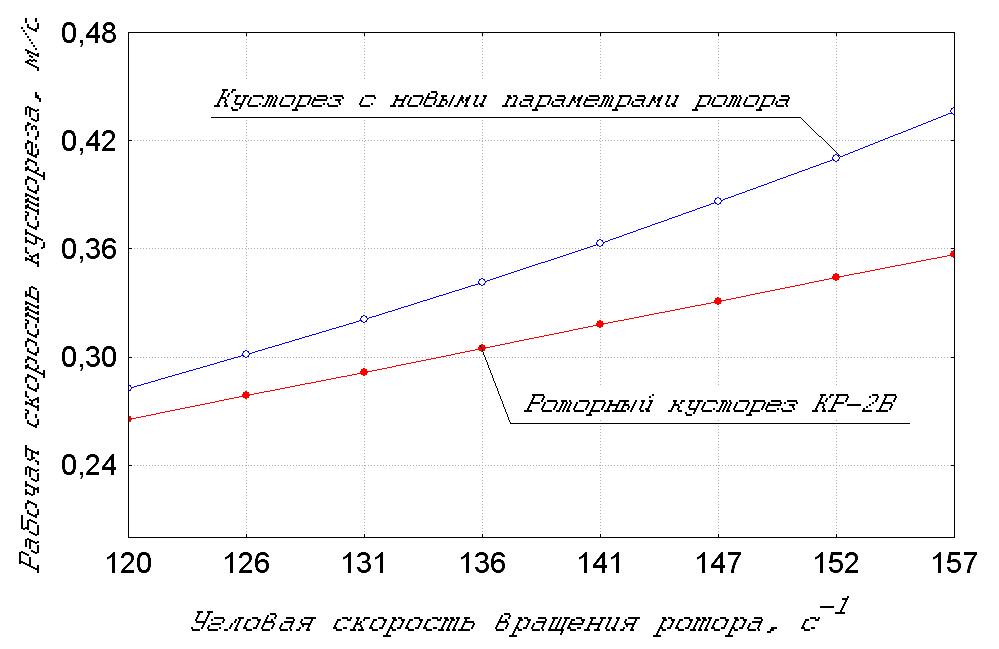 Рабочая скорость кустореза, м/с
0,48
0,42
0,36
0,30
0,24
Кусторез с новыми параметрами ротора
Роторный кусторез КР-2В
120 126 131 136 141 147 152 157
Угловая скорость вращения ротора, с⁻¹